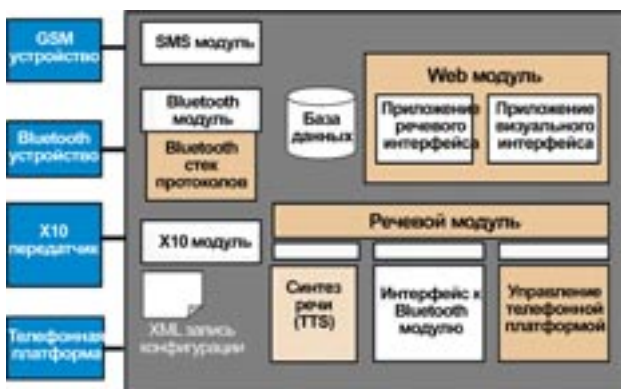 GSM
устройство
SMS модуль
Web модуль
Bluetooth
модуль
База
данных
Приложение
речевого
интерфейса
Приложение
визуального
интерфейса
Bluetooth
устройство
Bluetooth
стек
протоколов
X10
передатчик
X10 модуль
Речевой модуль
Синтез
речи
(TTS)
Интерфейс к
Bluetooth
модулю
Управление
телефонной
платформой
XML запись
конфигурации
Телефонная
платформа